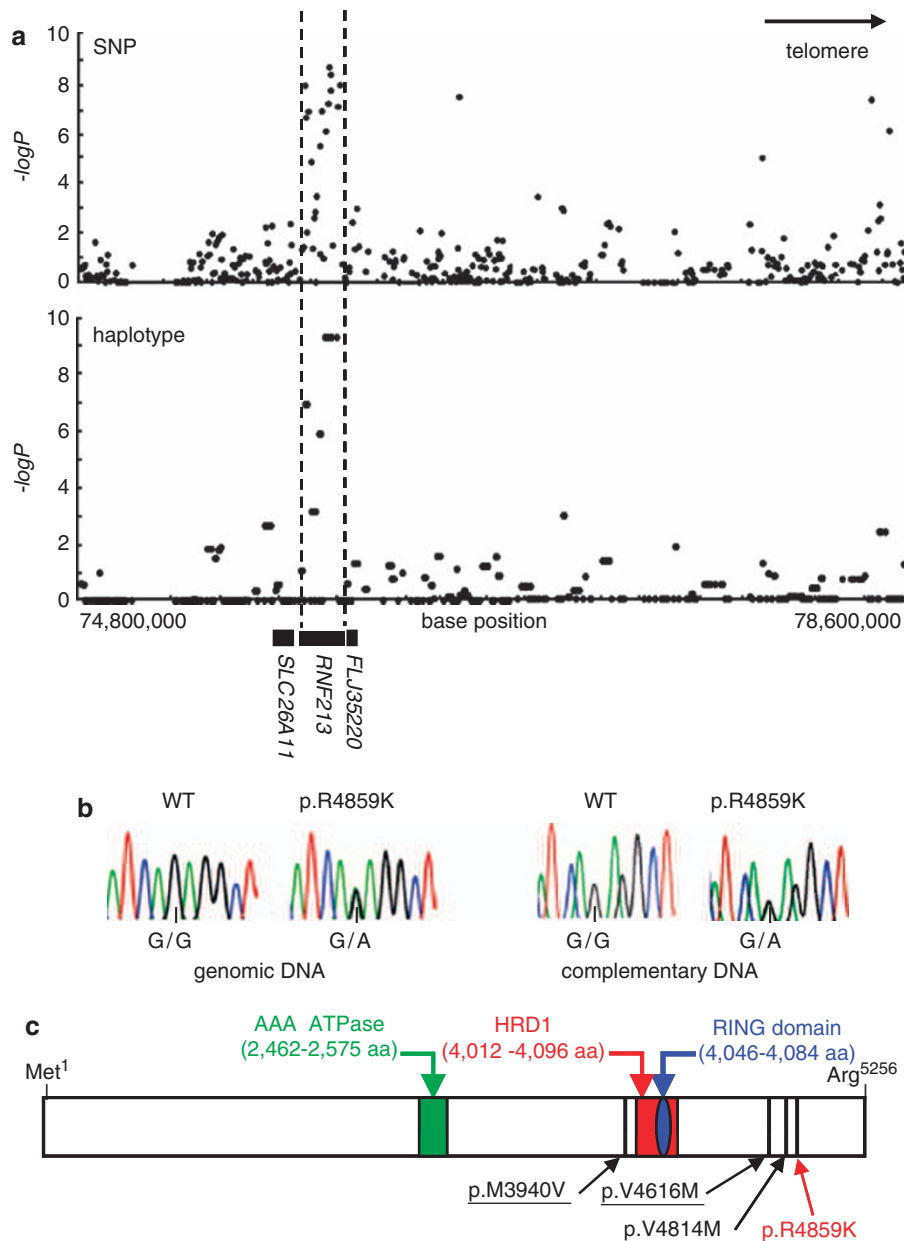 a
SNP
telomere
10
8
6
4
2
0
-logP
haplotype
10
8
6
4
2
0
-logP
74,800,000 base position 78,600,000
SLC26A11
RNF213
FLJ35220
b
WT p.R4859K WT p.R4859K
G/G G/A G/G G/A
genomic DNA complementary DNA
c
AAA ATPase HRD1 RING domain
(2,462-2,575 aa) (4,012 -4,096 aa) (4,046-4,084 aa)
Met1 Arg5256
p.M3940V p.V4616M
p.V4814M p.R4859K